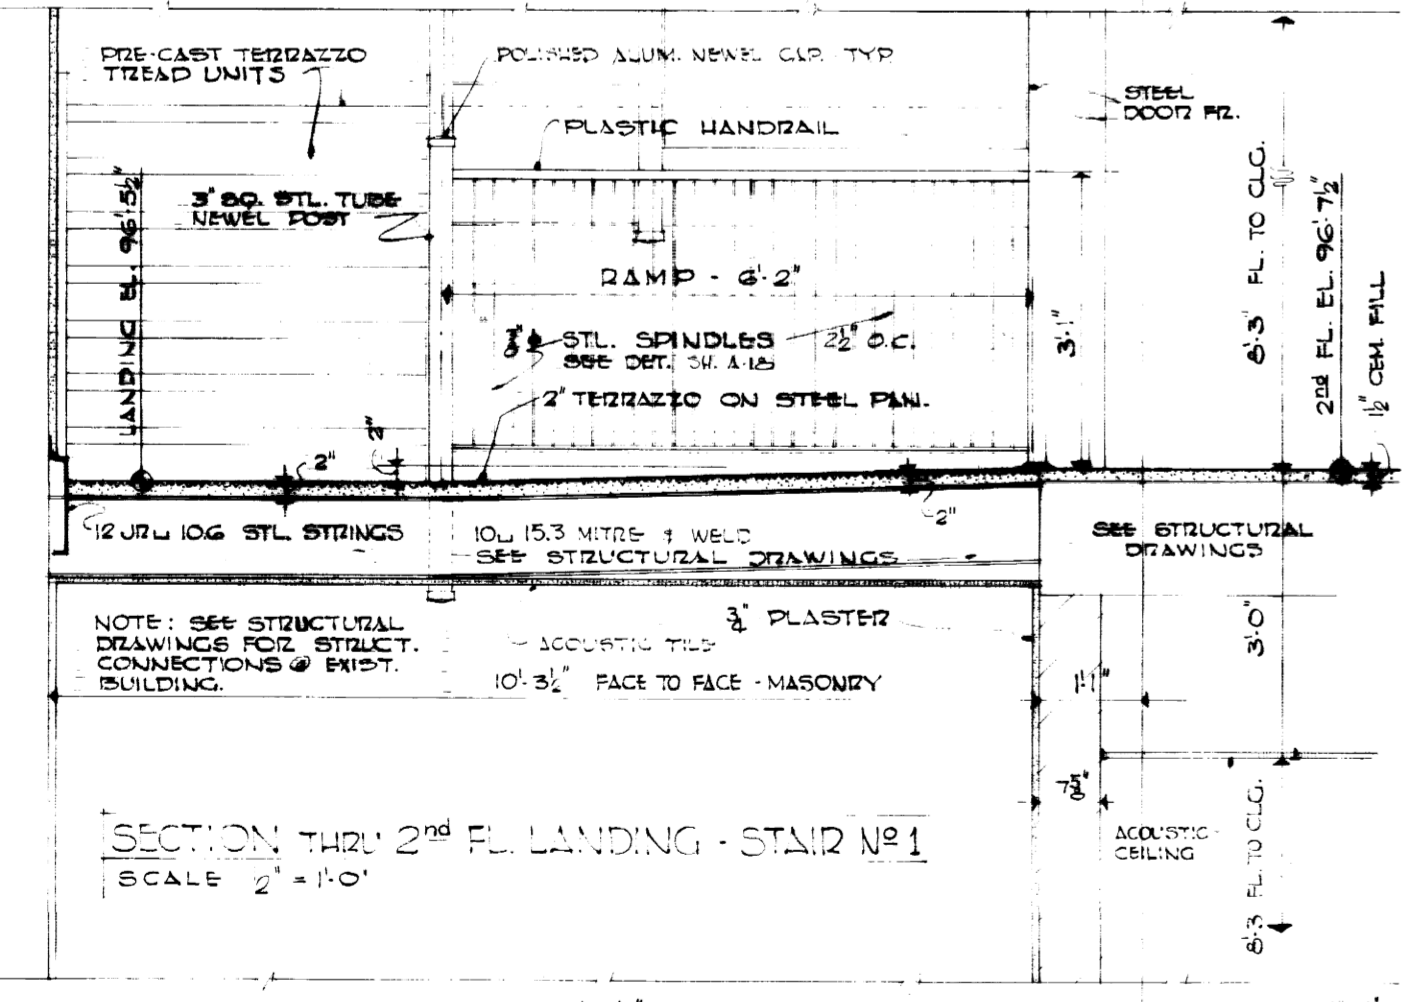 PRE-CAST TERRAZZO
TREAD UNITS
POLISHED ALUM. NEWEL CAP. TYP.
PLASTIC HANDRAIL
STEEL
DOOR FR.
3" SQ. STL. TUBE
NEWEL POST
LANDING EL. 96'-5½"
RAMP - 6'-2"
STL. SPINDLES 2½" O.C.
SEE DET. SH. A-18
2" TERRAZZO ON STEEL PAN.
3'-1"
8'-3" FL. TO CLG.
2nd FL. EL. 96'-7½"
1½" CEM. FILL
2"
2"
2"
12 JR⊔ 10.6 STL. STRINGS
10⊔ 15.3 MITRE & WELD
SEE STRUCTURAL DRAWINGS
SEE STRUCTURAL
DRAWINGS
NOTE: SEE STRUCTURAL
DRAWINGS FOR STRUCT.
CONNECTIONS @ EXIST.
BUILDING.
¾" PLASTER
ACOUSTIC TILE
10'-3½" FACE TO FACE - MASONRY
1'-1"
3'-0"
7⅝"
ACOUSTIC
CEILING
8'-3 FL. TO CLG.
SECTION THRU 2nd FL. LANDING - STAIR Nº 1
SCALE ½" = 1'-0"